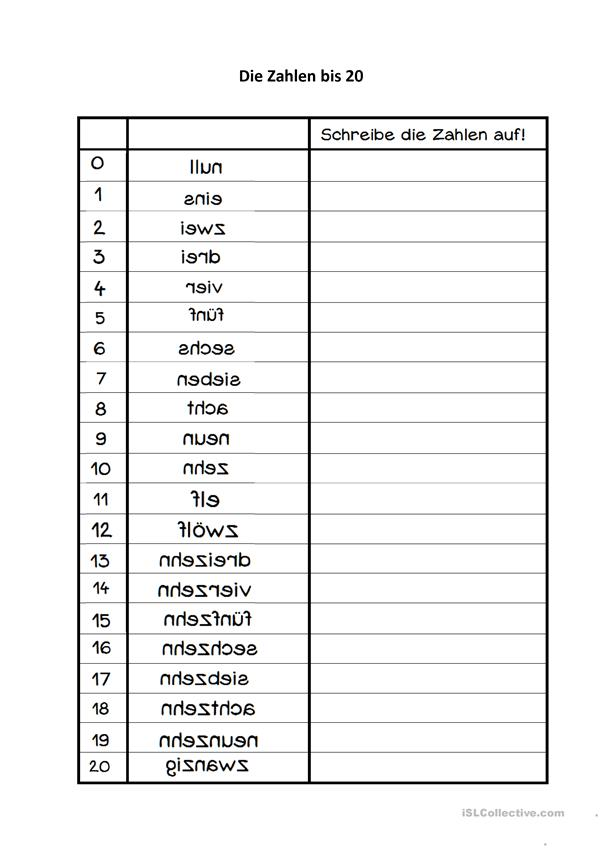 Die Zahlen bis 20
Schreibe die Zahlen auf!
0 null
1 eins
2 zwei
3 drei
4 vier
5 fünf
6 sechs
7 sieben
8 acht
9 neun
10 zehn
11 elf
12 zwölf
13 dreizehn
14 vierzehn
15 fünfzehn
16 sechzehn
17 siebzehn
18 achtzehn
19 neunzehn
20 zwanzig
iSLCollective.com